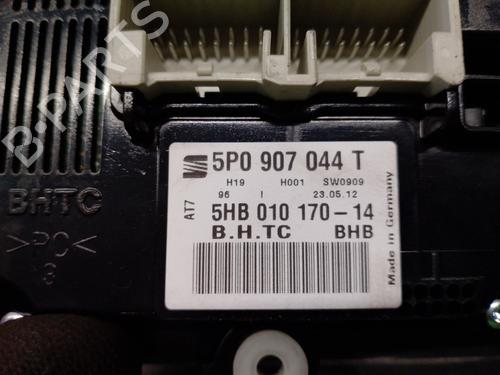 B-PARTS
5P0 907 044 T
H19 H001 SW0909
96 I 23.05.12
AT7
5HB 010 170-14
B.H.TC BHB
Made in Germany
BHTC
>PC<